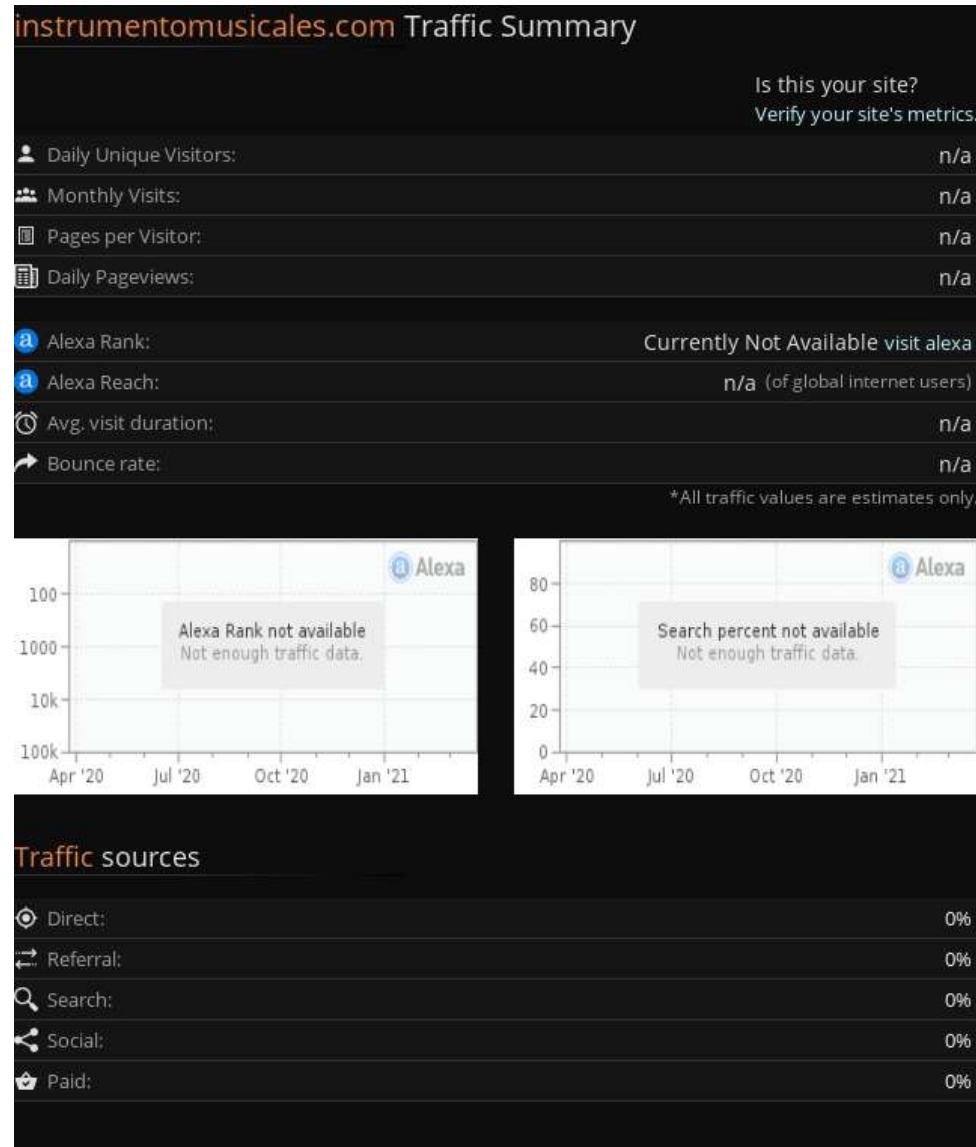 instrumentomusicales.com Traffic Summary
Is this your site?
Verify your site's metrics.
Daily Unique Visitors: n/a
Monthly Visits: n/a
Pages per Visitor: n/a
Daily Pageviews: n/a
a Alexa Rank: Currently Not Available visit alexa
a Alexa Reach: n/a (of global internet users)
Avg. visit duration: n/a
Bounce rate: n/a
*All traffic values are estimates only.
a Alexa
100
1000
10k
100k
Alexa Rank not available
Not enough traffic data.
Apr '20 Jul '20 Oct '20 Jan '21
a Alexa
80
60
40
20
0
Search percent not available
Not enough traffic data.
Apr '20 Jul '20 Oct '20 Jan '21
Traffic sources
Direct: 0%
Referral: 0%
Search: 0%
Social: 0%
Paid: 0%